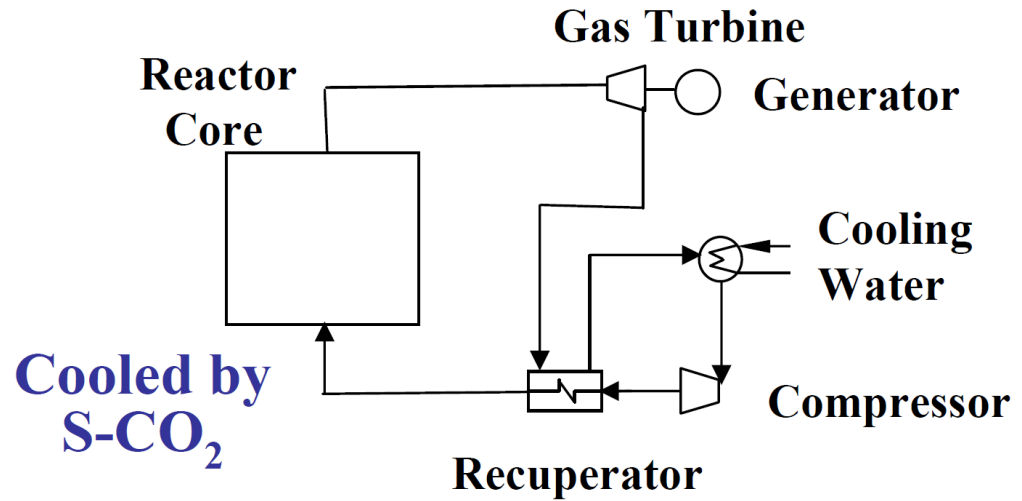 Gas Turbine
Reactor
Core
Generator
Cooling
Water
Cooled by
S-CO₂
Compressor
Recuperator